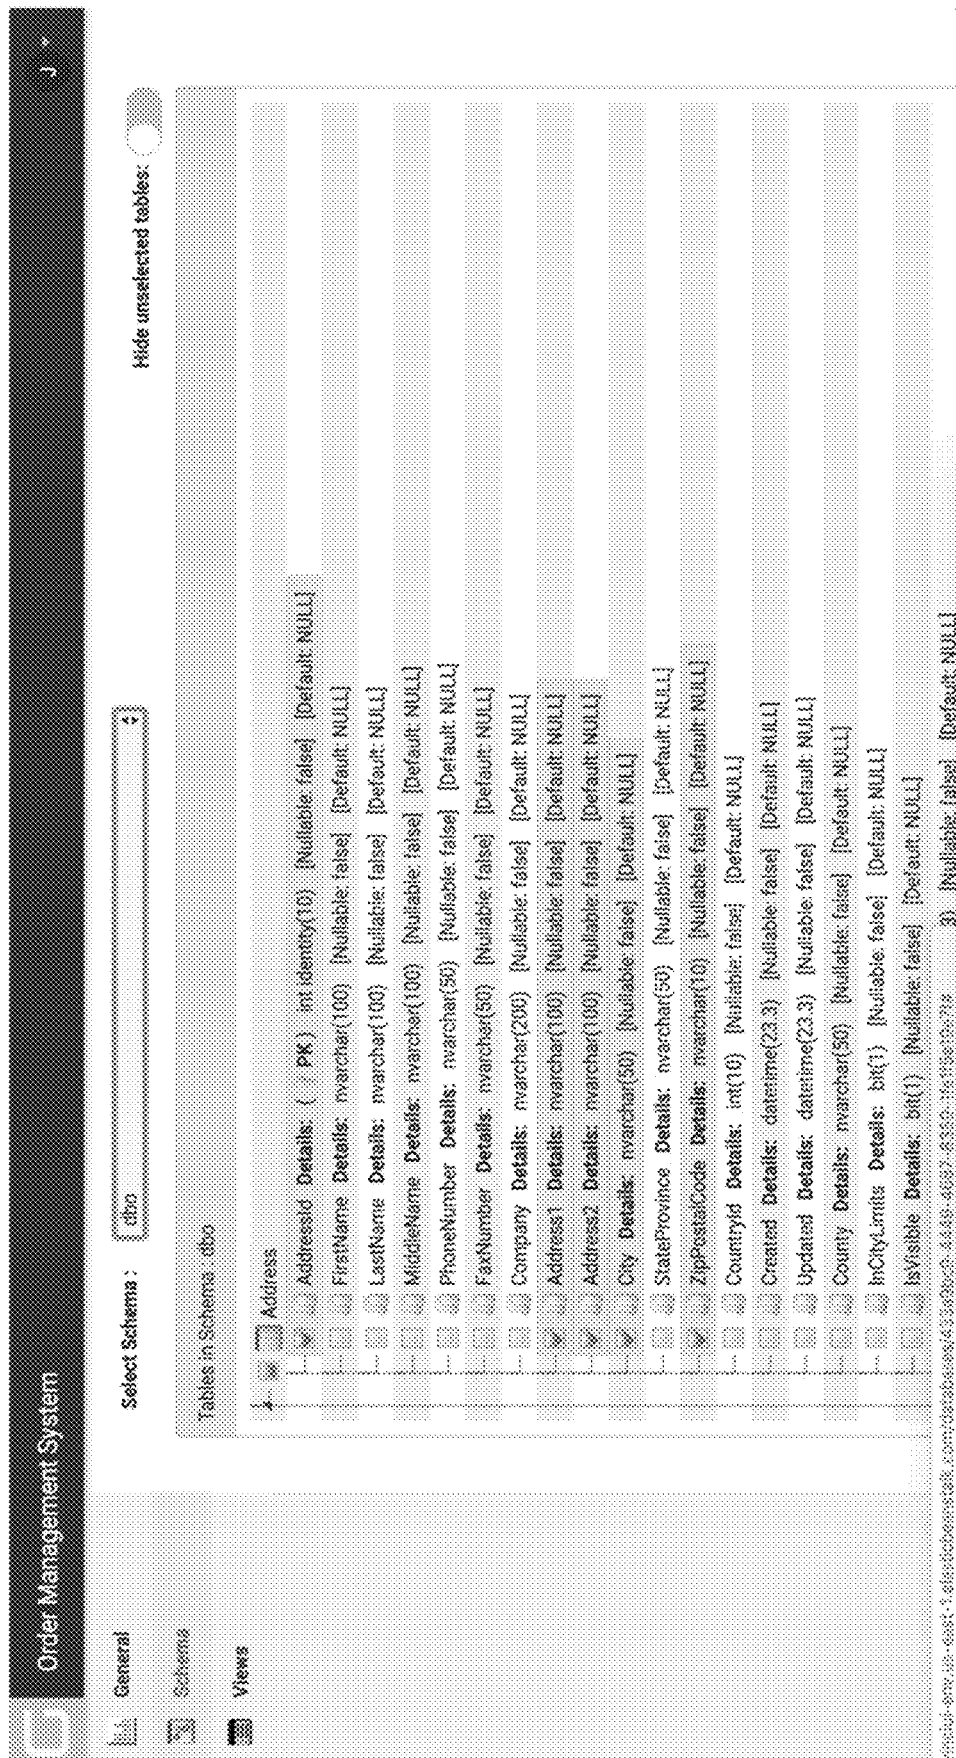 Order Management System
J
General
Schema
Views
Select Schema :
dbo
Hide unselected tables:
Tables in Schema : dbo
Address
AddressId Details: ( PK ) int identity(10) [Nullable: false] [Default: NULL]
FirstName Details: nvarchar(100) [Nullable: false] [Default: NULL]
LastName Details: nvarchar(100) [Nullable: false] [Default: NULL]
MiddleName Details: nvarchar(100) [Nullable: false] [Default: NULL]
PhoneNumber Details: nvarchar(50) [Nullable: false] [Default: NULL]
FaxNumber Details: nvarchar(50) [Nullable: false] [Default: NULL]
Company Details: nvarchar(200) [Nullable: false] [Default: NULL]
Address1 Details: nvarchar(100) [Nullable: false] [Default: NULL]
Address2 Details: nvarchar(100) [Nullable: false] [Default: NULL]
City Details: nvarchar(50) [Nullable: false] [Default: NULL]
StateProvince Details: nvarchar(50) [Nullable: false] [Default: NULL]
ZipPostalCode Details: nvarchar(10) [Nullable: false] [Default: NULL]
CountryId Details: int(10) [Nullable: false] [Default: NULL]
Created Details: datetime(23.3) [Nullable: false] [Default: NULL]
Updated Details: datetime(23.3) [Nullable: false] [Default: NULL]
County Details: nvarchar(50) [Nullable: false] [Default: NULL]
InCityLimits Details: bit(1) [Nullable: false] [Default: NULL]
IsVisible Details: bit(1) [Nullable: false] [Default: NULL]
3) [Nullable: false] [Default: NULL]